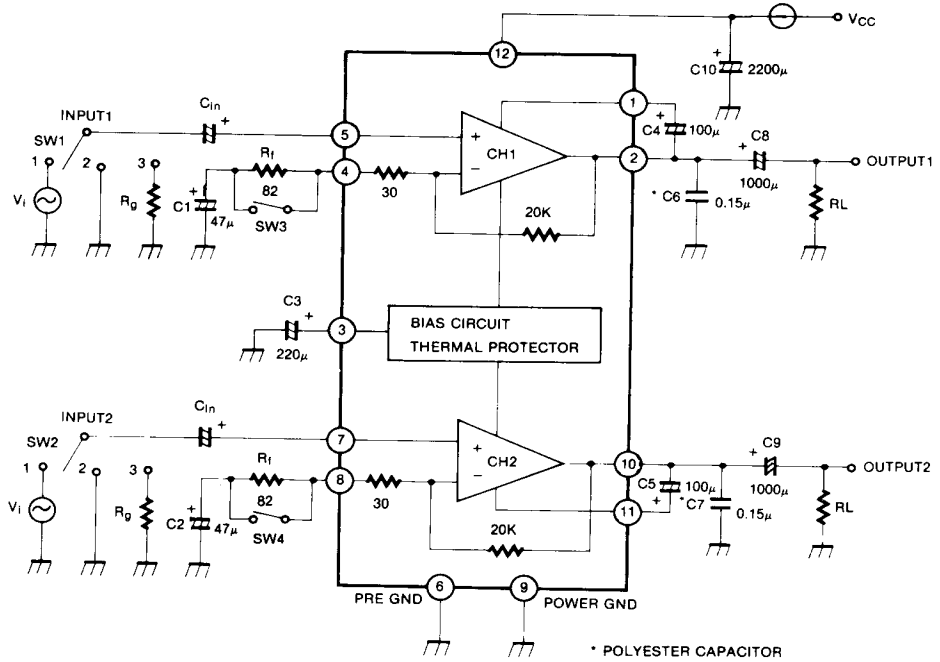 VCC
12
C10
+
2200μ
INPUT1
Cin
+
SW1
1
2
3
Vi
Rg
C1
+
47μ
Rf
82
SW3
5
4
30
+
−
CH1
20K
1
2
C4
+
100μ
* C6
0.15μ
C8
+
1000μ
RL
OUTPUT1
C3
+
220μ
3
BIAS CIRCUIT
THERMAL PROTECTOR
INPUT2
Cin
+
SW2
1
2
3
Vi
Rg
C2
+
47μ
Rf
82
SW4
7
8
30
+
−
CH2
20K
10
11
C5
+
100μ
*C7
0.15μ
C9
+
1000μ
RL
OUTPUT2
PRE GND
6
9
POWER GND
* POLYESTER CAPACITOR